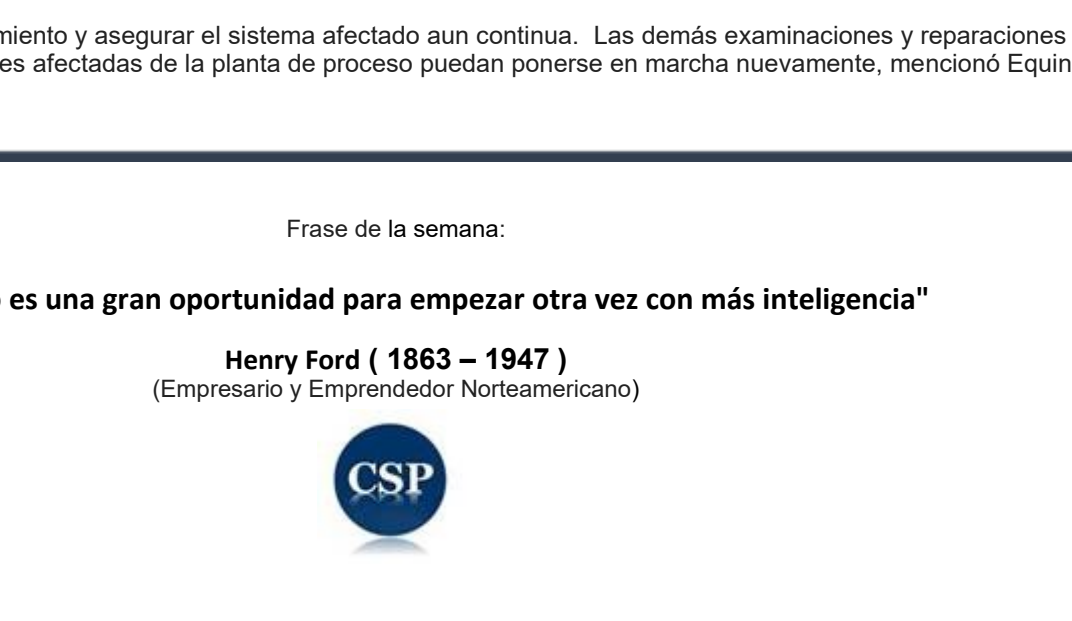 miento y asegurar el sistema afectado aun continua. Las demás examinaciones y reparaciones
es afectadas de la planta de proceso puedan ponerse en marcha nuevamente, mencionó Equin
Frase de la semana:
es una gran oportunidad para empezar otra vez con más inteligencia"
Henry Ford ( 1863 – 1947 )
(Empresario y Emprendedor Norteamericano)
CSP